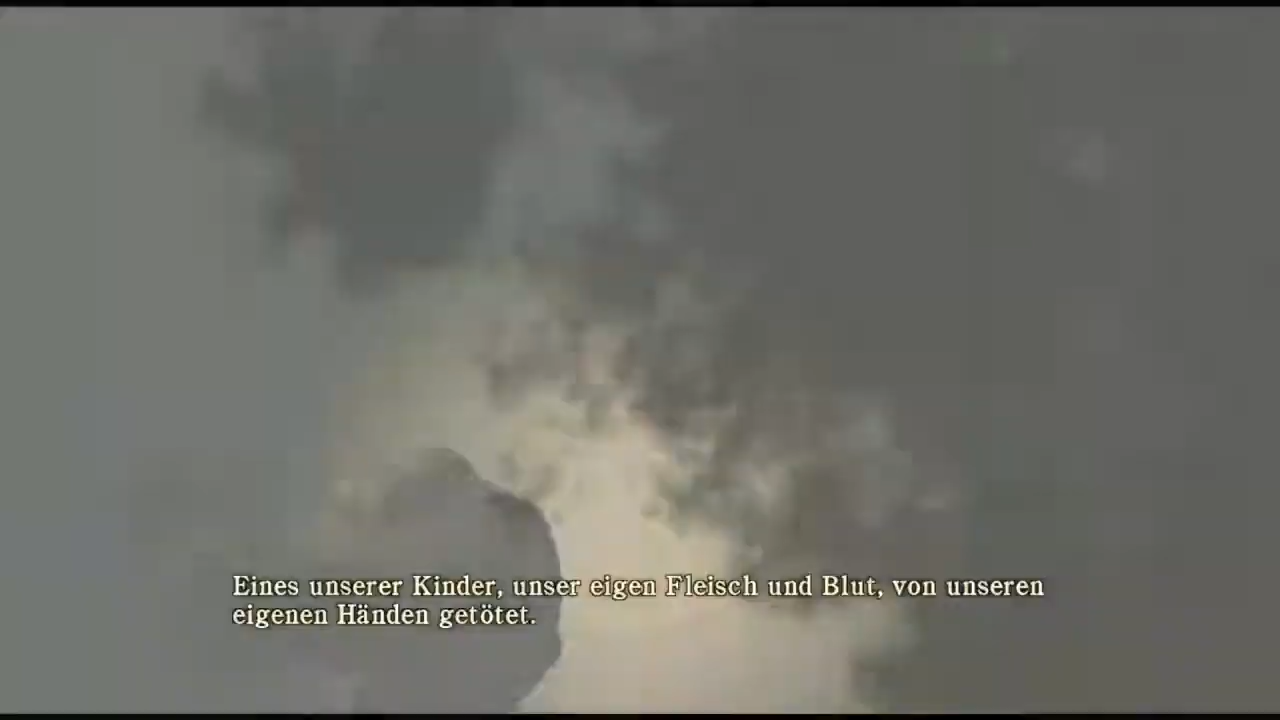 Eines unserer Kinder, unser eigen Fleisch und Blut, von unseren
eigenen Händen getötet.